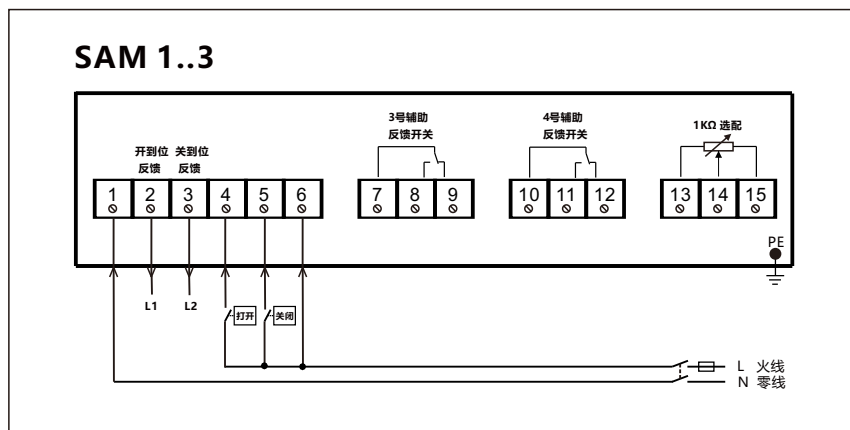 SAM 1..3
3号辅助
反馈开关
4号辅助
反馈开关
1KΩ 选配
开到位
反馈
关到位
反馈
1 2 3 4 5 6
7 8 9
10 11 12
13 14 15
PE
L1 L2
打开 关闭
L 火线
N 零线